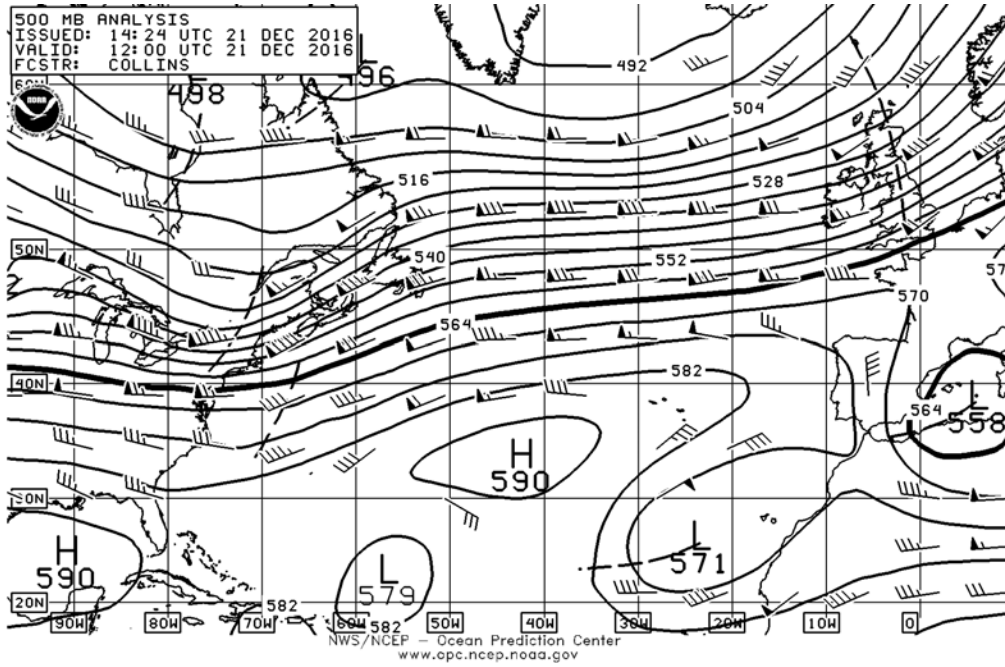 500 MB ANALYSIS
ISSUED: 14:24 UTC 21 DEC 2016
VALID: 12:00 UTC 21 DEC 2016
FCSTR: COLLINS
L
496
498
492
60W
NOAA
504
516
528
50N
540
552
570
564
40N
582
564
L
558
H
590
30N
H
590
L
579
L
571
20N
582
582
90W
80W
70W
60W
50W
40W
30W
20W
10W
0
NWS/NCEP – Ocean Prediction Center
www.opc.ncep.noaa.gov